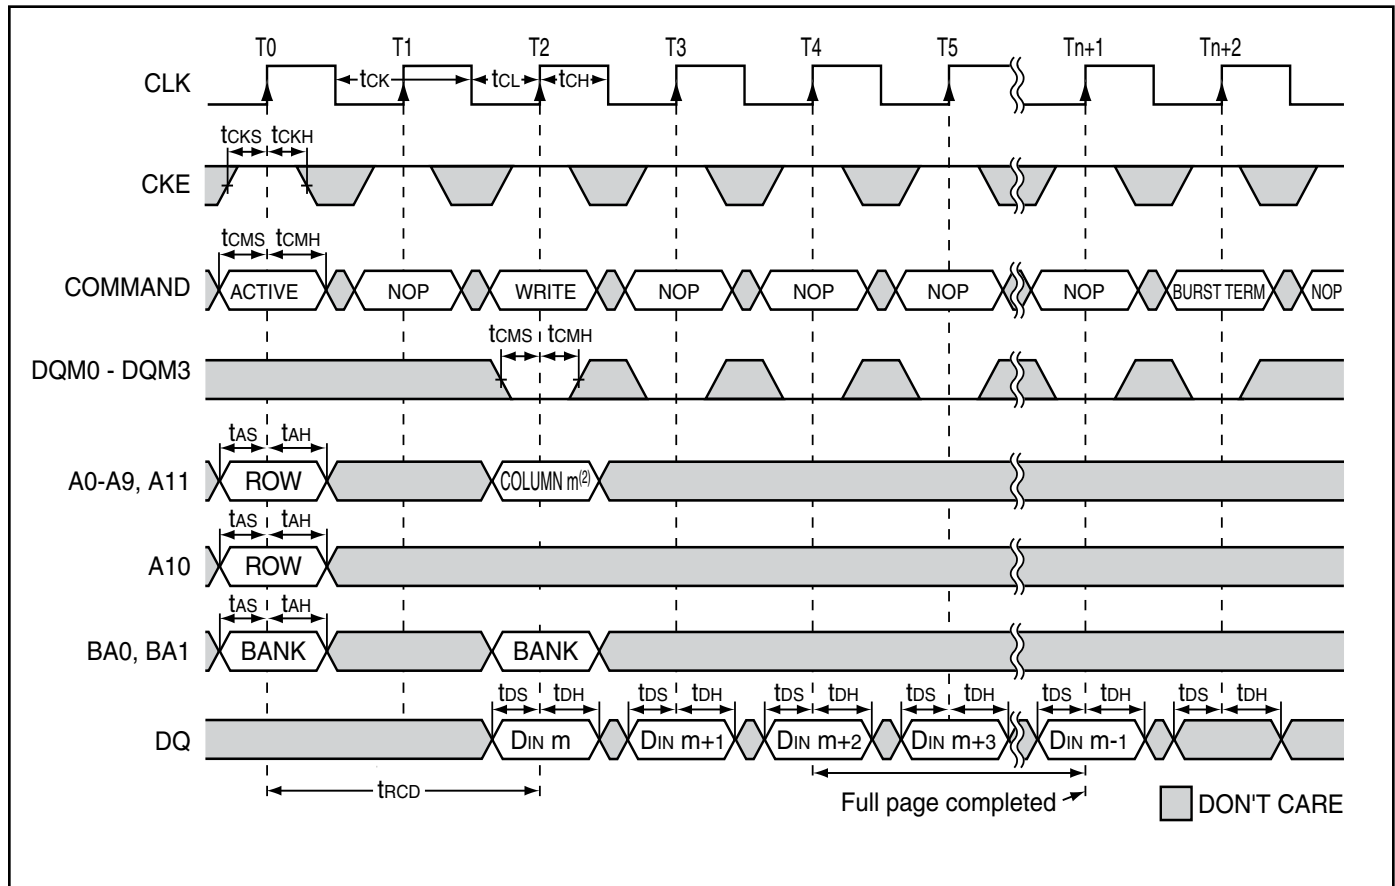 T0 T1 T2 T3 T4 T5 Tn+1 Tn+2
CLK tCK tCL tCH
tCKS tCKH
CKE
tCMS tCMH
COMMAND ACTIVE NOP WRITE NOP NOP NOP NOP BURST TERM NOP
tCMS tCMH
DQM0 - DQM3
tAS tAH
A0-A9, A11 ROW COLUMN m(2)
tAS tAH
A10 ROW
tAS tAH
BA0, BA1 BANK BANK
tDS tDH tDS tDH tDS tDH tDS tDH tDS tDH tDS tDH
DQ DIN m DIN m+1 DIN m+2 DIN m+3 DIN m-1
tRCD
Full page completed
DON'T CARE